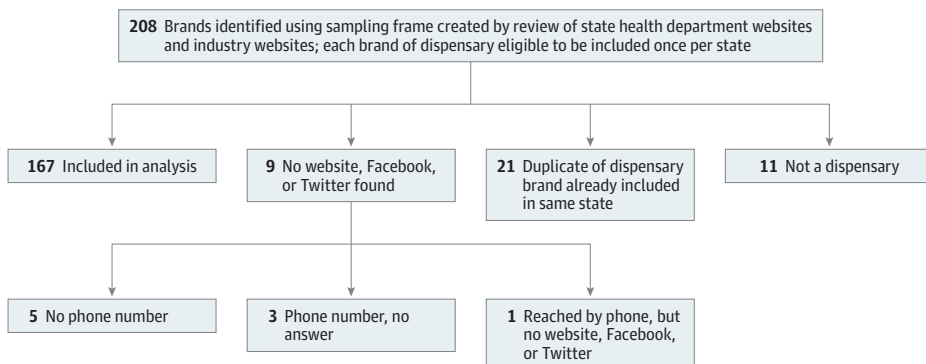 208 Brands identified using sampling frame created by review of state health department websites
and industry websites; each brand of dispensary eligible to be included once per state
167 Included in analysis
9 No website, Facebook,
or Twitter found
21 Duplicate of dispensary
brand already included
in same state
11 Not a dispensary
5 No phone number
3 Phone number, no
answer
1 Reached by phone, but
no website, Facebook,
or Twitter